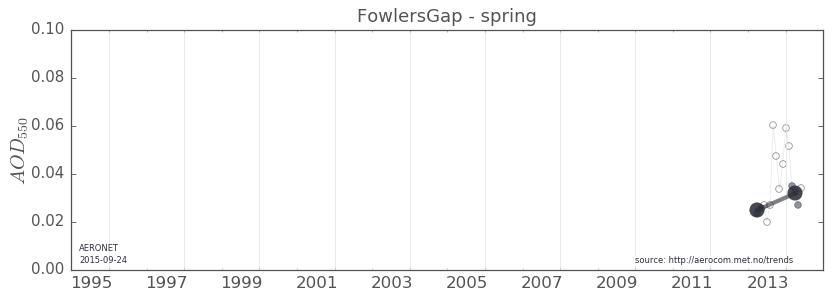 FowlersGap - spring
0.10
0.08
0.06
0.04
0.02
0.00
AOD550
AERONET
2015-09-24
source: http://aerocom.met.no/trends
1995 1997 1999 2001 2003 2005 2007 2009 2011 2013